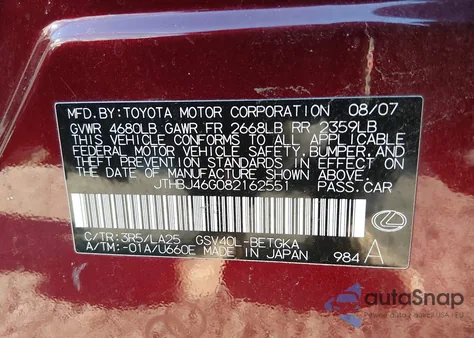 MFD.BY:TOYOTA MOTOR CORPORATION 08/07
GVWR 4680LB GAWR FR 2668LB RR 2359LB
THIS VEHICLE CONFORMS TO ALL APPLICABLE
FEDERAL MOTOR VEHICLE SAFETY,BUMPER, AND
THEFT PREVENTION STANDARDS IN EFFECT ON
THE DATE OF MANUFACTURE SHOWN ABOVE.
JTHBJ46G082162551 PASS.CAR
C/TR:3R5/LA25 GSV40L-BETGKA
A/TM:-01A/U660E MADE IN JAPAN 984 A
autaSnap